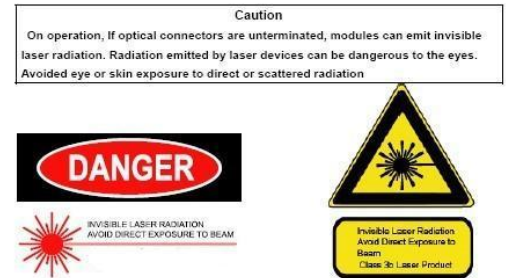 Caution
On operation, If optical connectors are unterminated, modules can emit invisible
laser radiation. Radiation emitted by laser devices can be dangerous to the eyes.
Avoided eye or skin exposure to direct or scattered radiation
DANGER
INVISIBLE LASER RADIATION
AVOID DIRECT EXPOSURE TO BEAM
Invisible Laser Radiation
Avoid Direct Exposure to
Beam
Class 3b Laser Product